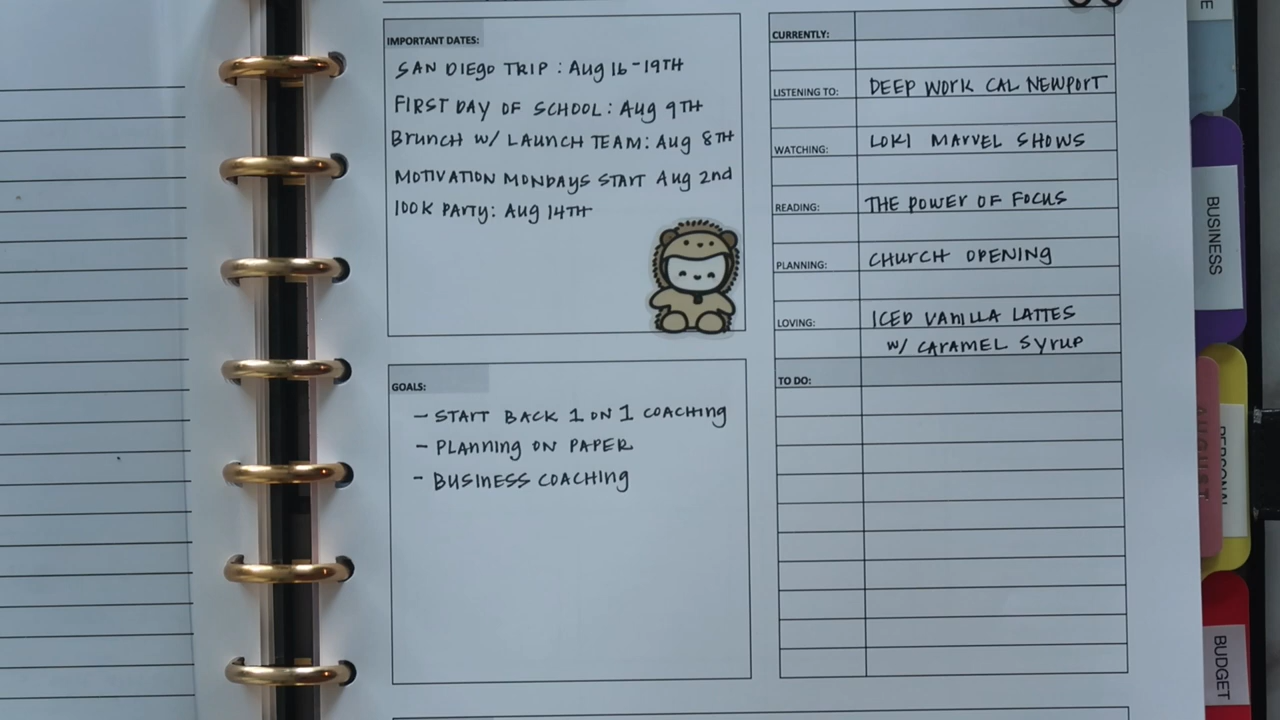 IMPORTANT DATES:
SAN DIEGO TRIP : Aug 16-19TH
FIRST DAY OF SCHOOL: Aug 9TH
BRUNCH W/ LAUNCH TEAM: Aug 8TH
MOTIVATION MONDAYS START Aug 2nd
100K PARTY: Aug 14TH
GOALS:
- START BACK 1 ON 1 COACHING
- PLANNING ON PAPER
- BUSINESS COACHING
CURRENTLY:
LISTENING TO: DEEP WORK CAL NEWPORT
WATCHING: LOKI MARVEL SHOWS
READING: THE POWER OF FOCUS
PLANNING: CHURCH OPENING
LOVING: ICED VANILLA LATTES
W/ CARAMEL SYRUP
TO DO:
BUSINESS
PERSONAL
AUGUST
BUDGET